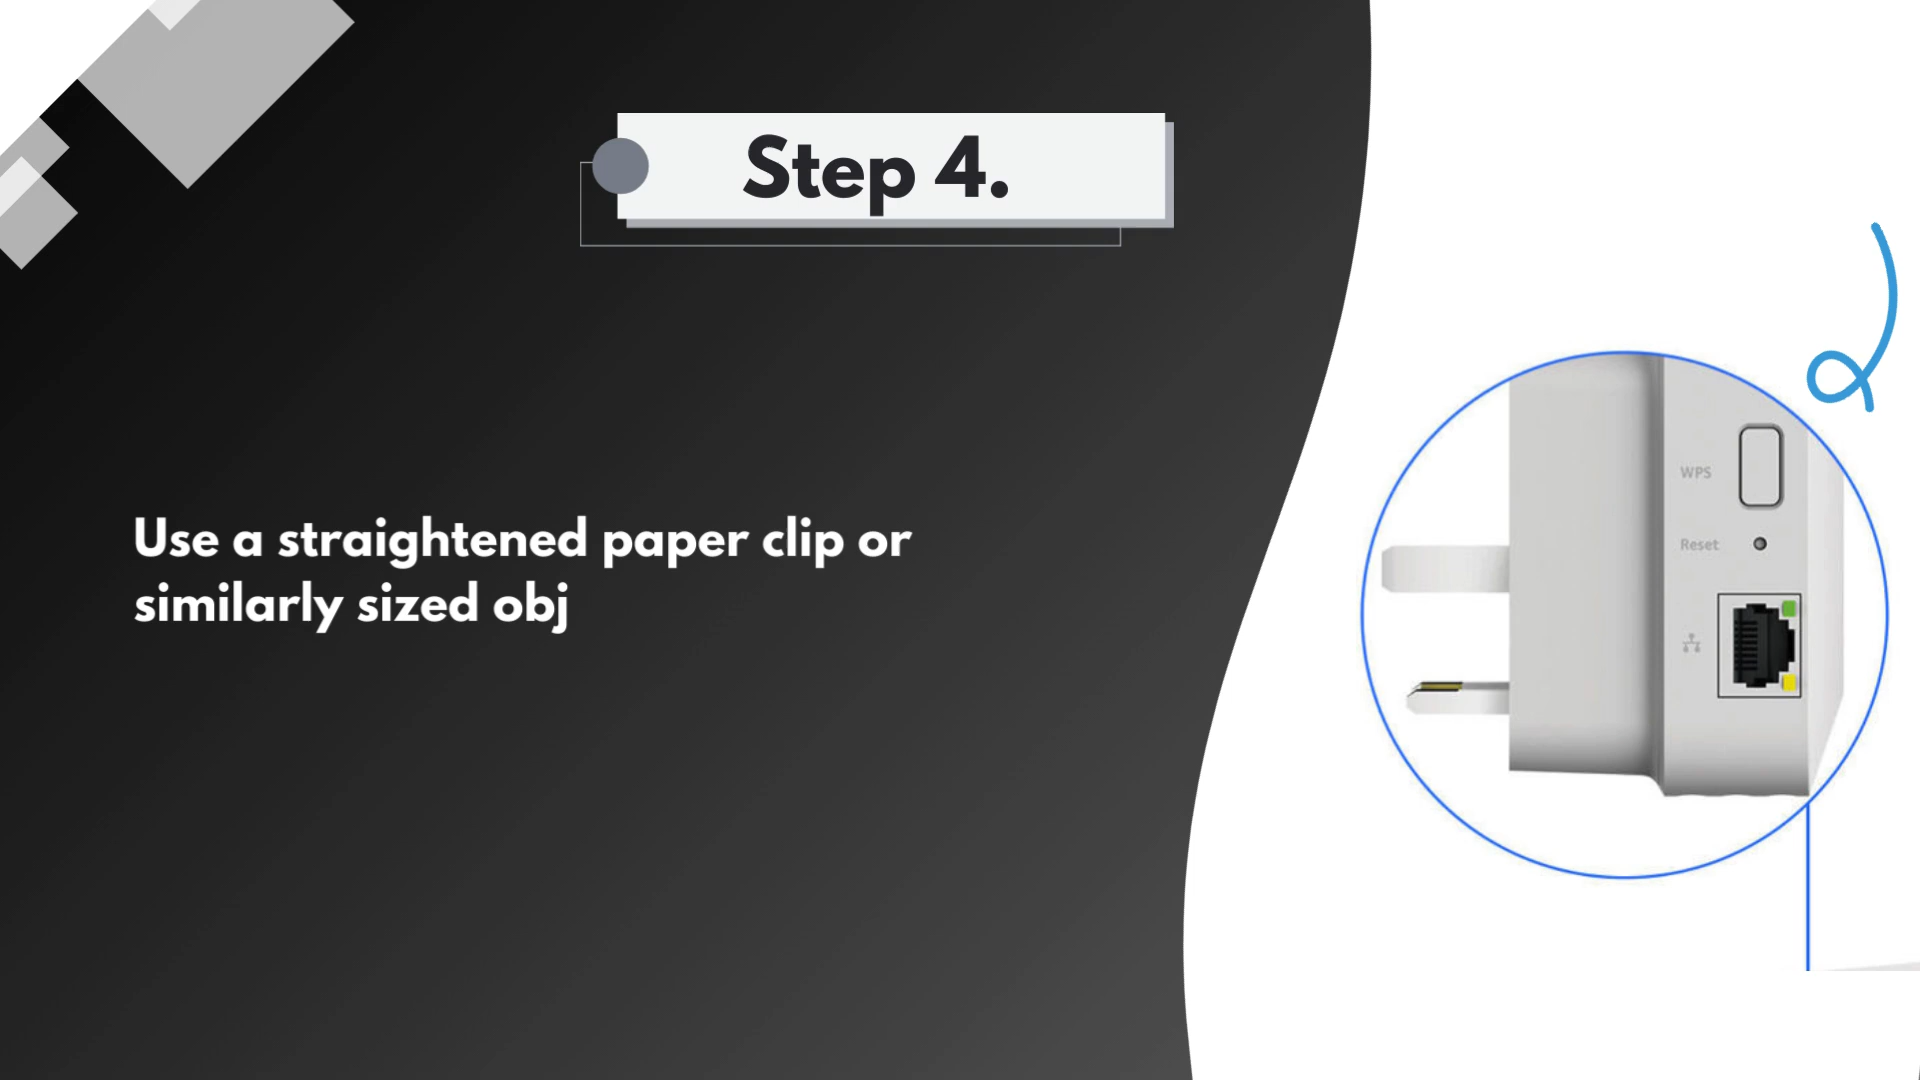 Step 4.
Use a straightened paper clip or
similarly sized obj
WPS
Reset